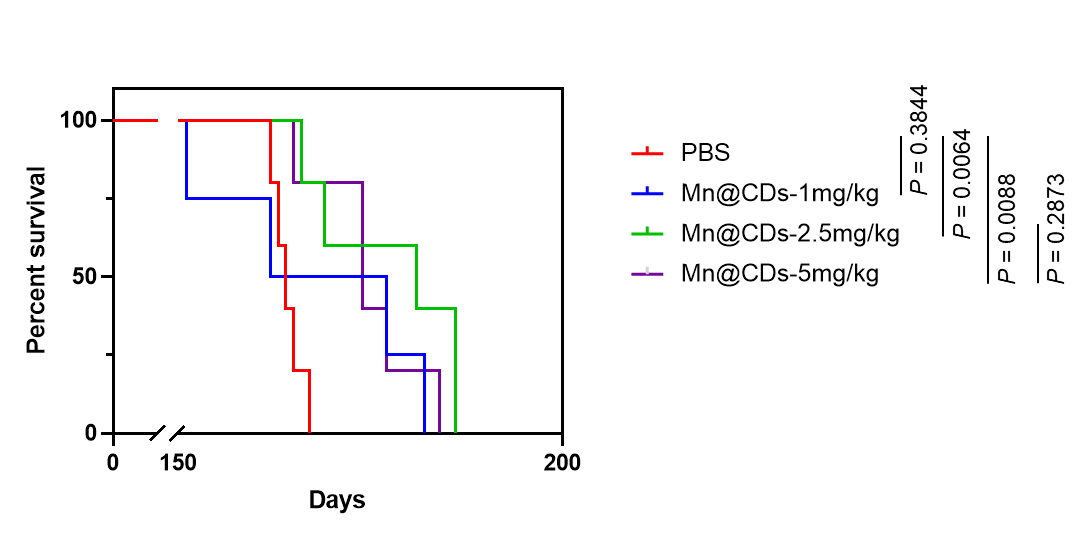 100
50
0
Percent survival
0
150
200
Days
PBS
Mn@CDs-1mg/kg
Mn@CDs-2.5mg/kg
Mn@CDs-5mg/kg
P = 0.3844
P = 0.0064
P = 0.0088
P = 0.2873